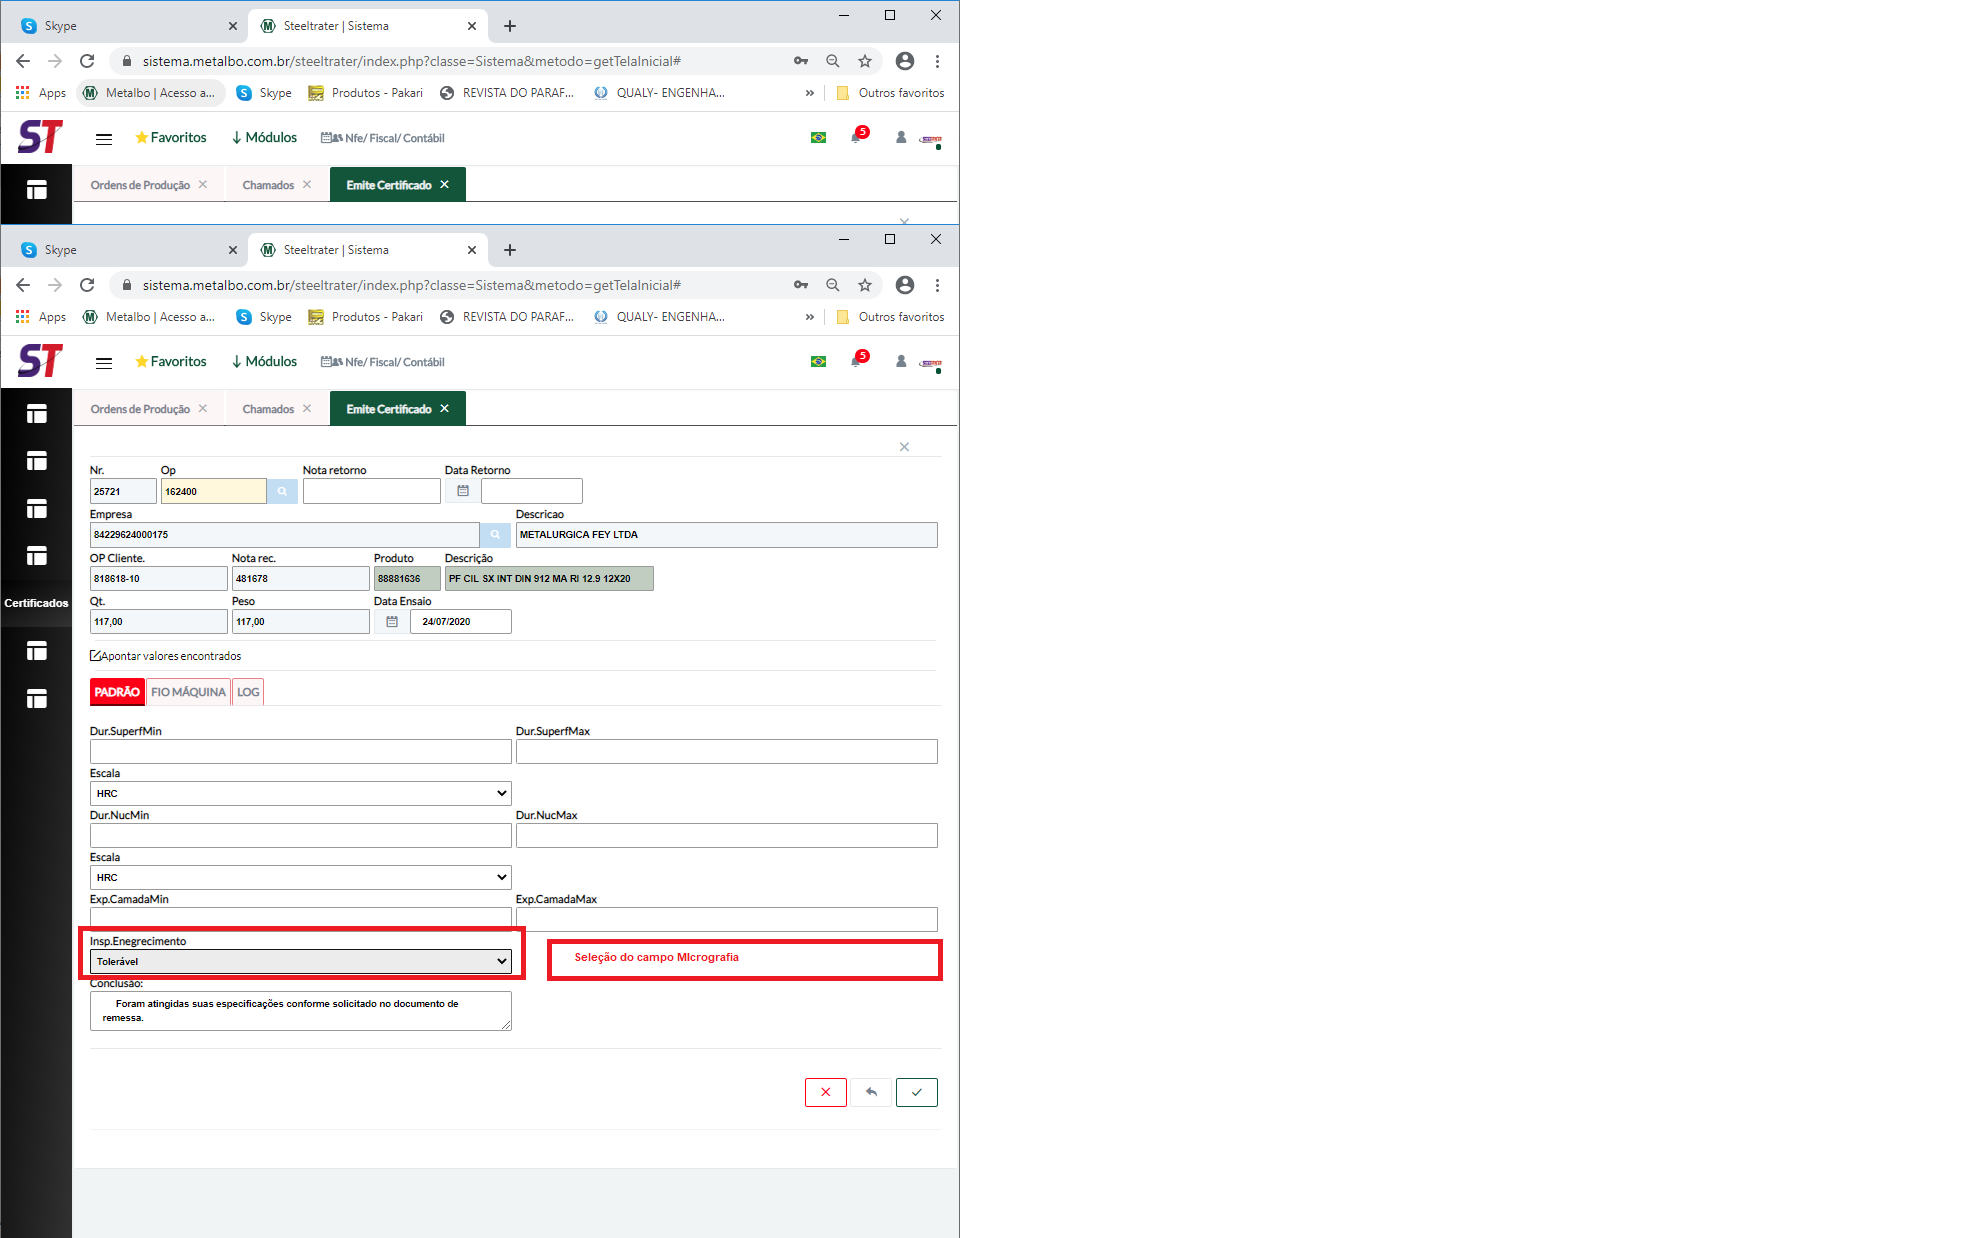 Skype
Steeltrater | Sistema
sistema.metalbo.com.br/steeltrater/index.php?classe=Sistema&metodo=getTelaInicial#
Apps
Metalbo | Acesso a...
Skype
Produtos - Pakari
REVISTA DO PARAF...
QUALY- ENGENHA...
»
Outros favoritos
ST
Favoritos
Módulos
Nfe/ Fiscal/ Contábil
5
Ordens de Produção
Chamados
Emite Certificado
Skype
Steeltrater | Sistema
sistema.metalbo.com.br/steeltrater/index.php?classe=Sistema&metodo=getTelaInicial#
Apps
Metalbo | Acesso a...
Skype
Produtos - Pakari
REVISTA DO PARAF...
QUALY- ENGENHA...
»
Outros favoritos
ST
Favoritos
Módulos
Nfe/ Fiscal/ Contábil
5
Ordens de Produção
Chamados
Emite Certificado
Certificados
Nr. Op Nota retorno Data Retorno
25721 162400
Empresa Descricao
84229624000175 METALURGICA FEY LTDA
OP Cliente. Nota rec. Produto Descrição
818618-10 481678 88881636 PF CIL SX INT DIN 912 MA RI 12.9 12X20
Qt. Peso Data Ensaio
117,00 117,00 24/07/2020
Apontar valores encontrados
PADRÃO FIO MÁQUINA LOG
Dur.SuperfMin Dur.SuperfMax
Escala
HRC
Dur.NucMin Dur.NucMax
Escala
HRC
Exp.CamadaMin Exp.CamadaMax
Insp.Enegrecimento
Tolerável
Seleção do campo MIcrografia
Conclusão:
Foram atingidas suas especificações conforme solicitado no documento de
remessa.